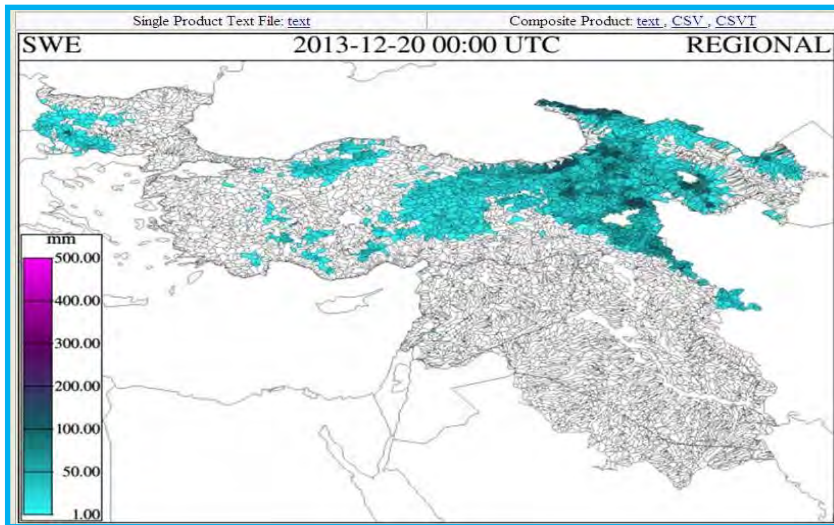 Single Product Text File: text
Composite Product: text , CSV , CSVT
SWE 2013-12-20 00:00 UTC REGIONAL
mm
500.00
400.00
300.00
200.00
100.00
50.00
1.00